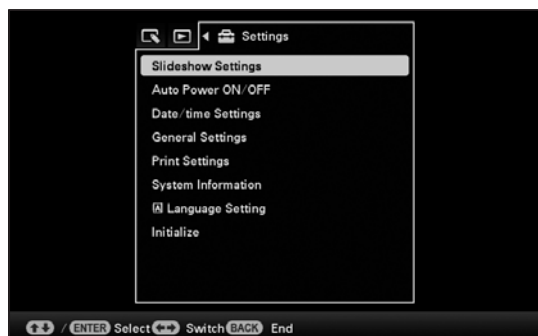 Settings
Slideshow Settings
Auto Power ON/OFF
Date/time Settings
General Settings
Print Settings
System Information
A Language Setting
Initialize
/ ENTER Select Switch BACK End